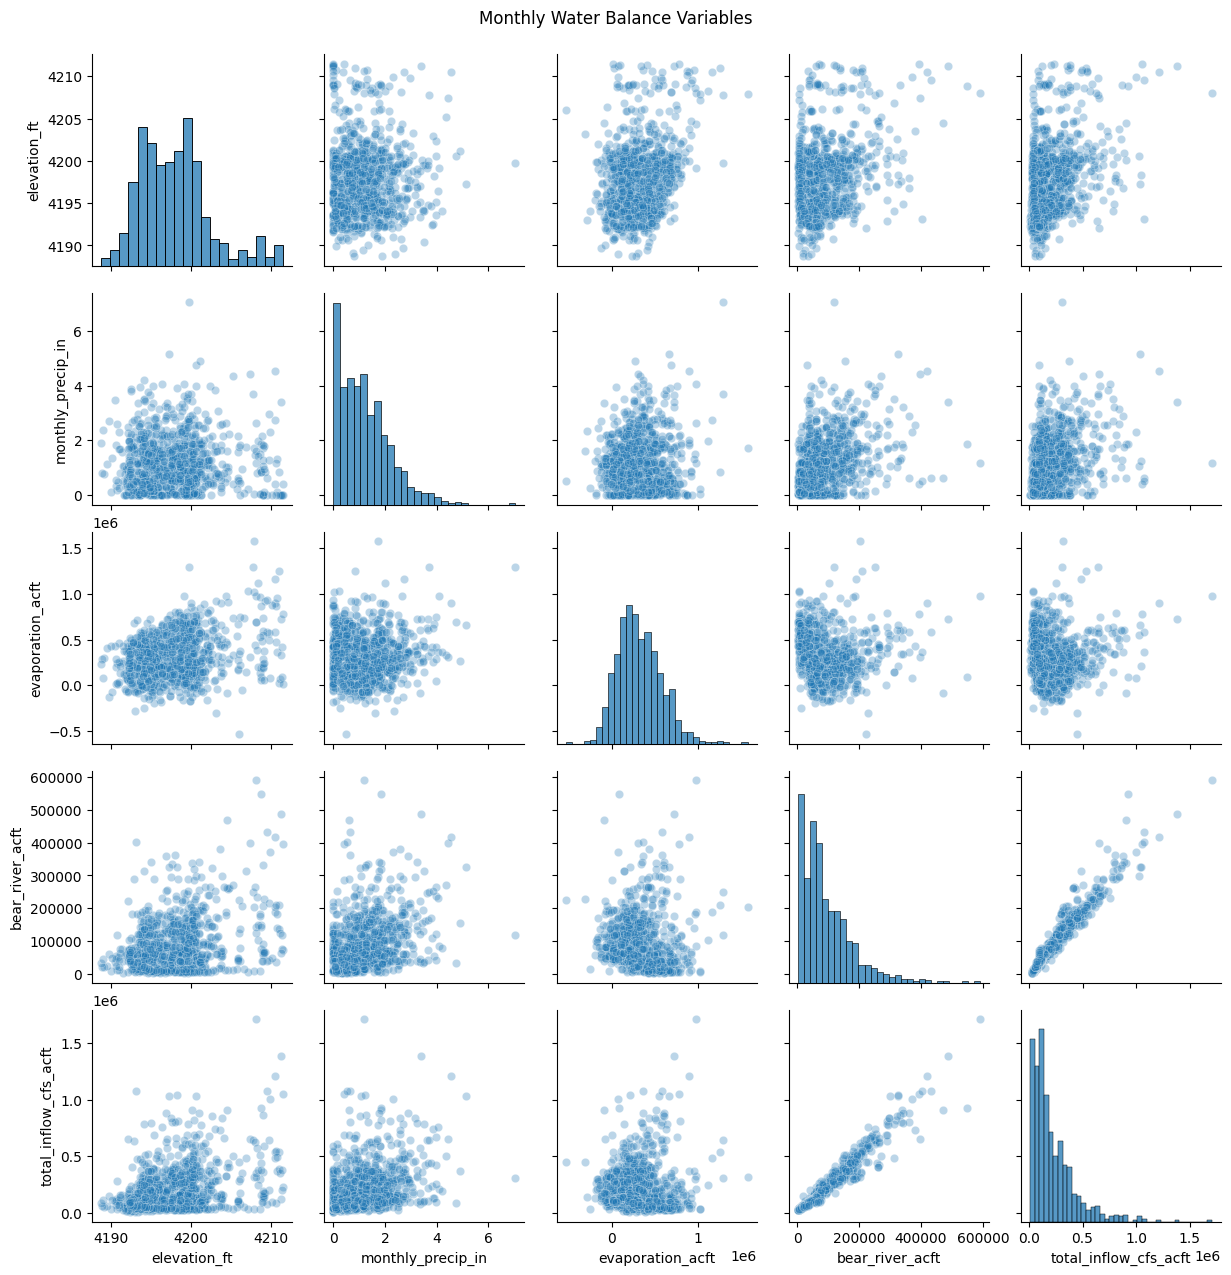 Monthly Water Balance Variables
4210
4205
4200
4195
4190
elevation_ft
6
4
2
0
monthly_precip_in
1e6
1.5
1.0
0.5
0.0
−0.5
evaporation_acft
600000
500000
400000
300000
200000
100000
0
bear_river_acft
1e6
1.5
1.0
0.5
0.0
total_inflow_cfs_acft
4190 4200 4210
elevation_ft
0 2 4 6
monthly_precip_in
0 1
1e6
evaporation_acft
0 200000 400000 600000
bear_river_acft
0.0 0.5 1.0 1.5
1e6
total_inflow_cfs_acft